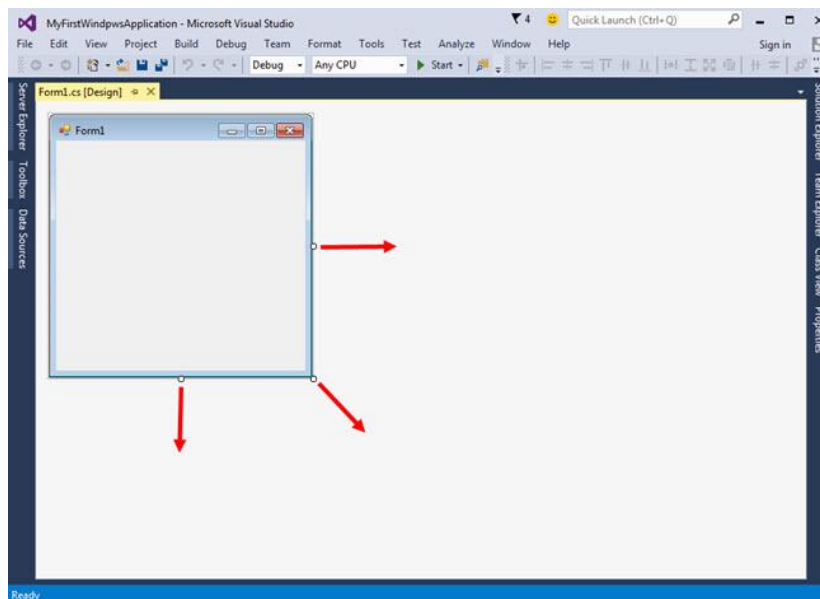 MyFirstWindpwsApplication - Microsoft Visual Studio
4
Quick Launch (Ctrl+Q)
File Edit View Project Build Debug Team Format Tools Test Analyze Window Help
Sign in
Debug
Any CPU
Start
Form1.cs [Design]
Server Explorer
Toolbox
Data Sources
Form1
Solution Explorer
Team Explorer
Class View
Properties
Ready